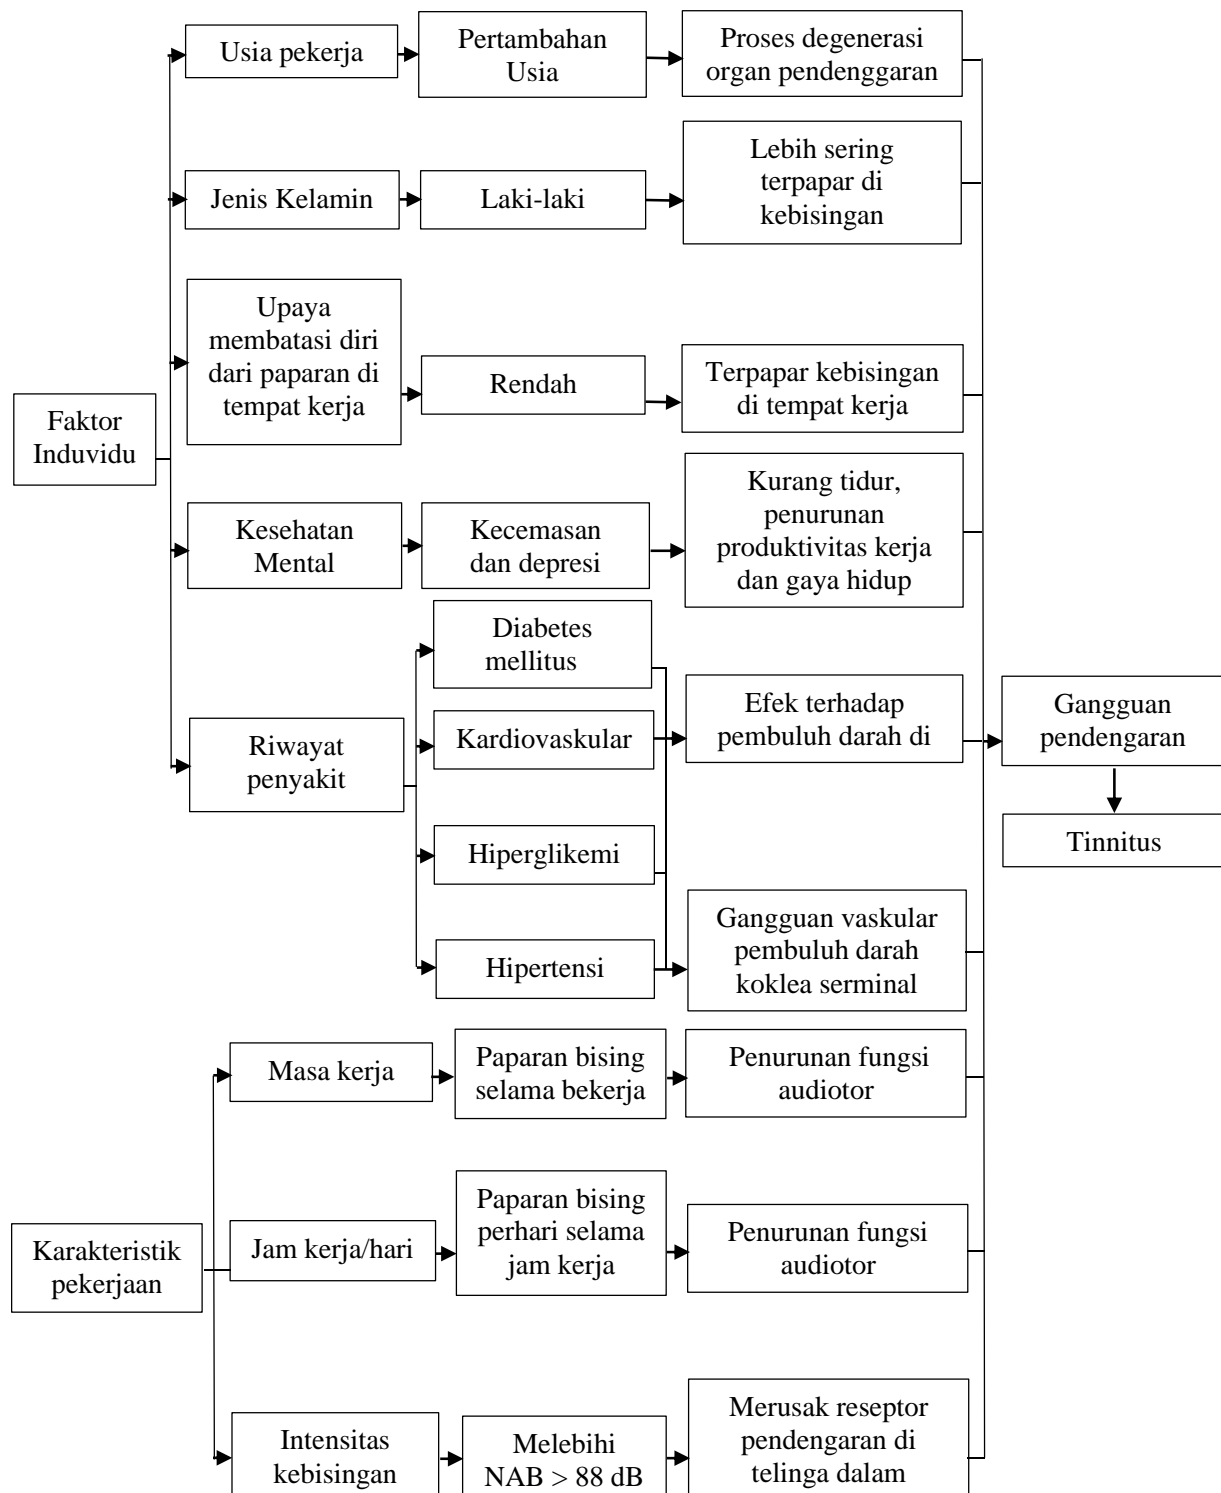 Usia pekerja
Pertambahan
Usia
Proses degenerasi
organ pendenggaran
Jenis Kelamin
Laki-laki
Lebih sering
terpapar di
kebisingan
Upaya
membatasi diri
dari paparan di
tempat kerja
Rendah
Terpapar kebisingan
di tempat kerja
Faktor
Induvidu
Kesehatan
Mental
Kecemasan
dan depresi
Kurang tidur,
penurunan
produktivitas kerja
dan gaya hidup
Riwayat
penyakit
Diabetes
mellitus
Kardiovaskular
Hiperglikemi
Hipertensi
Efek terhadap
pembuluh darah di
Gangguan vaskular
pembuluh darah
koklea serminal
Gangguan
pendengaran
Tinnitus
Karakteristik
pekerjaan
Masa kerja
Paparan bising
selama bekerja
Penurunan fungsi
audiotor
Jam kerja/hari
Paparan bising
perhari selama
jam kerja
Penurunan fungsi
audiotor
Intensitas
kebisingan
Melebihi
NAB > 88 dB
Merusak reseptor
pendengaran di
telinga dalam